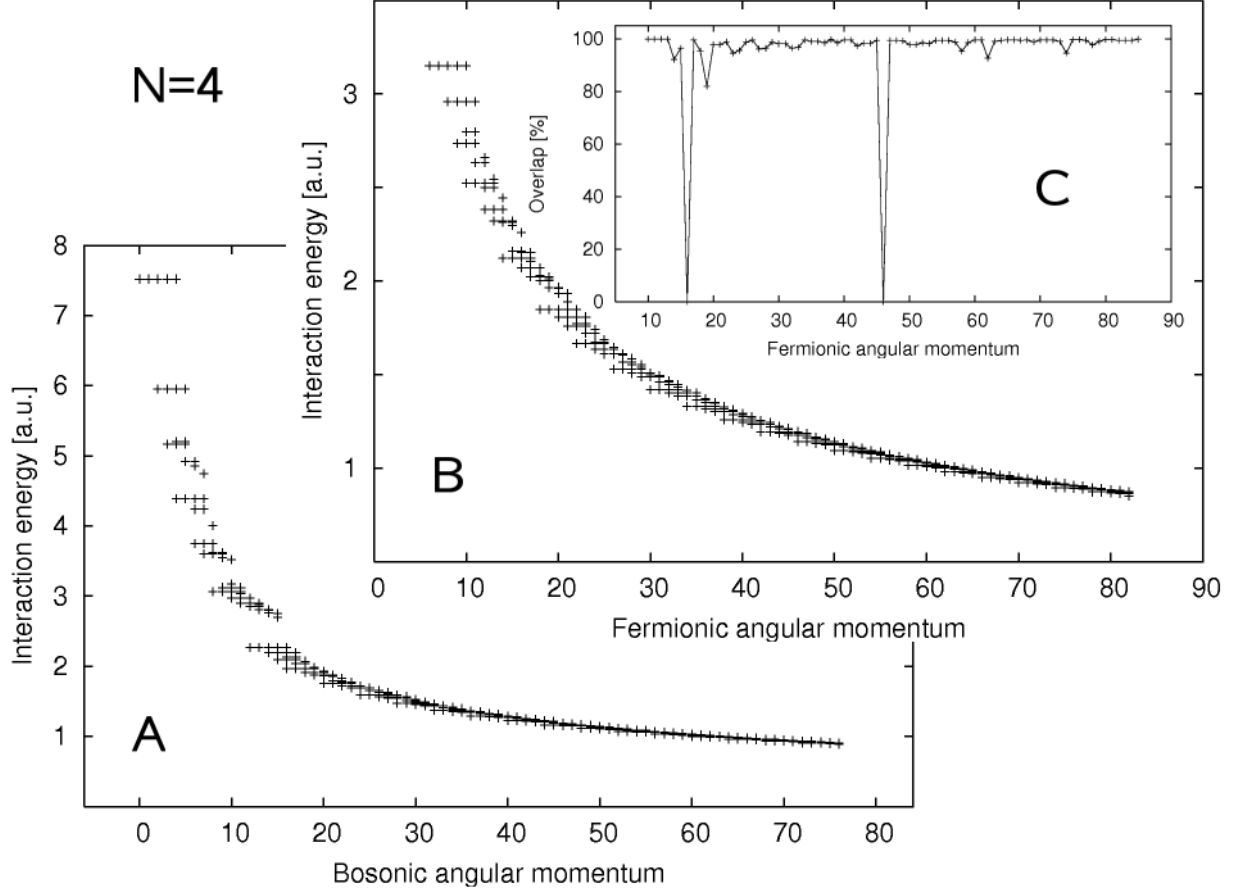 N=4
Interaction energy [a.u.]
3
2
1
B
0 10 20 30 40 50 60 70 80 90
Fermionic angular momentum
Overlap [%]
100
80
60
40
20
0
C
10 20 30 40 50 60 70 80 90
Fermionic angular momentum
Interaction energy [a.u.]
8
7
6
5
4
3
2
1
A
0 10 20 30 40 50 60 70 80
Bosonic angular momentum